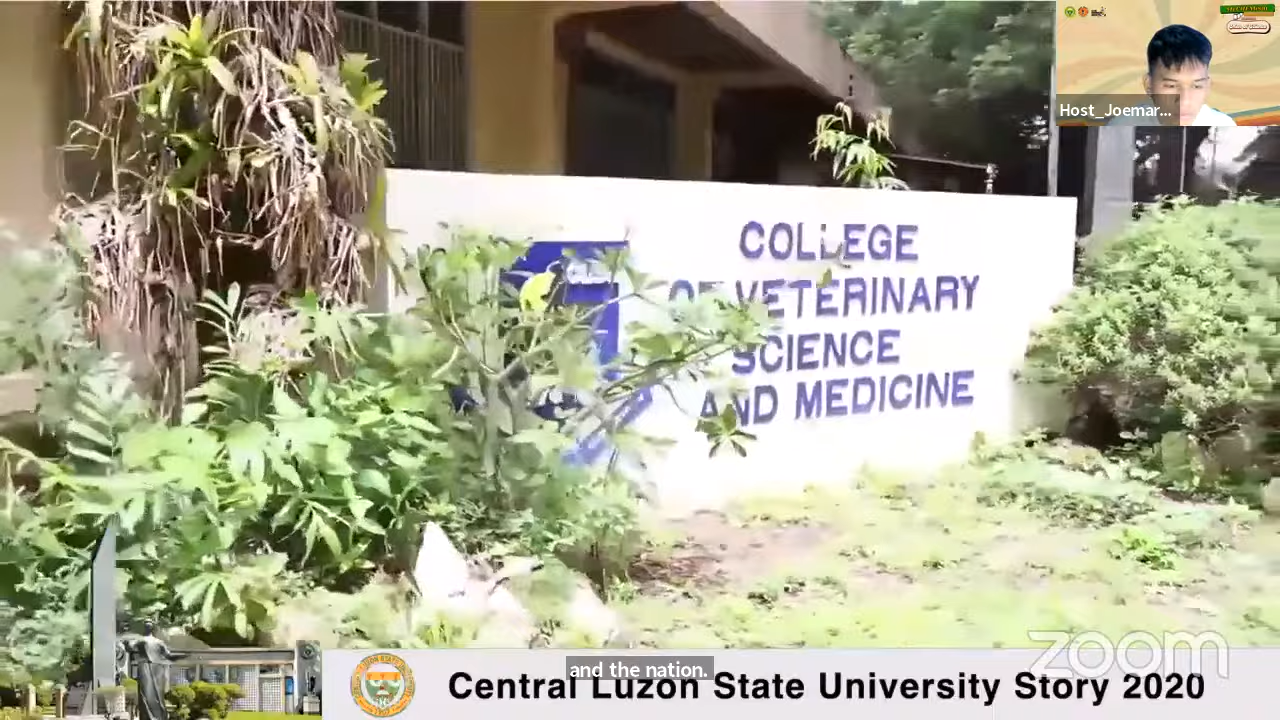 Host_Joemar...
COLLEGE
OF VETERINARY
SCIENCE
AND MEDICINE
zoom
and the nation.
Central Luzon State University Story 2020